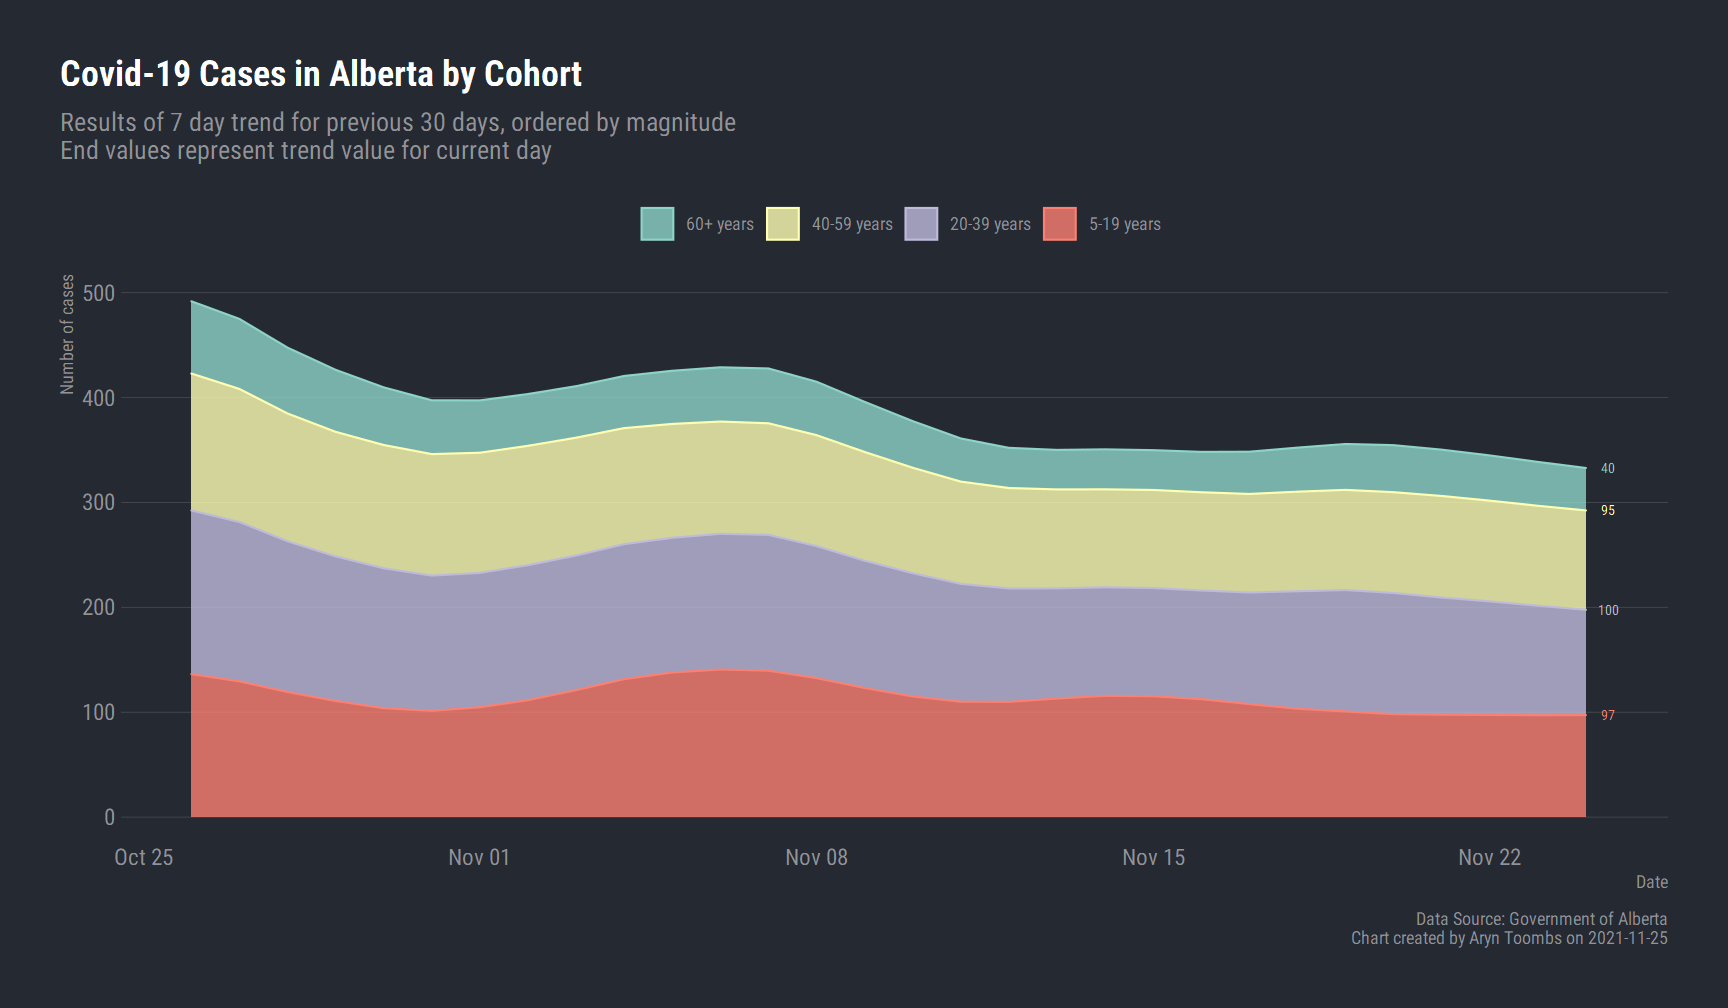 Covid-19 Cases in Alberta by Cohort
Results of 7 day trend for previous 30 days, ordered by magnitude
End values represent trend value for current day
60+ years 40-59 years 20-39 years 5-19 years
Number of cases
500
400
300
200
100
0
40
95
100
97
Oct 25 Nov 01 Nov 08 Nov 15 Nov 22
Date
Data Source: Government of Alberta
Chart created by Aryn Toombs on 2021-11-25